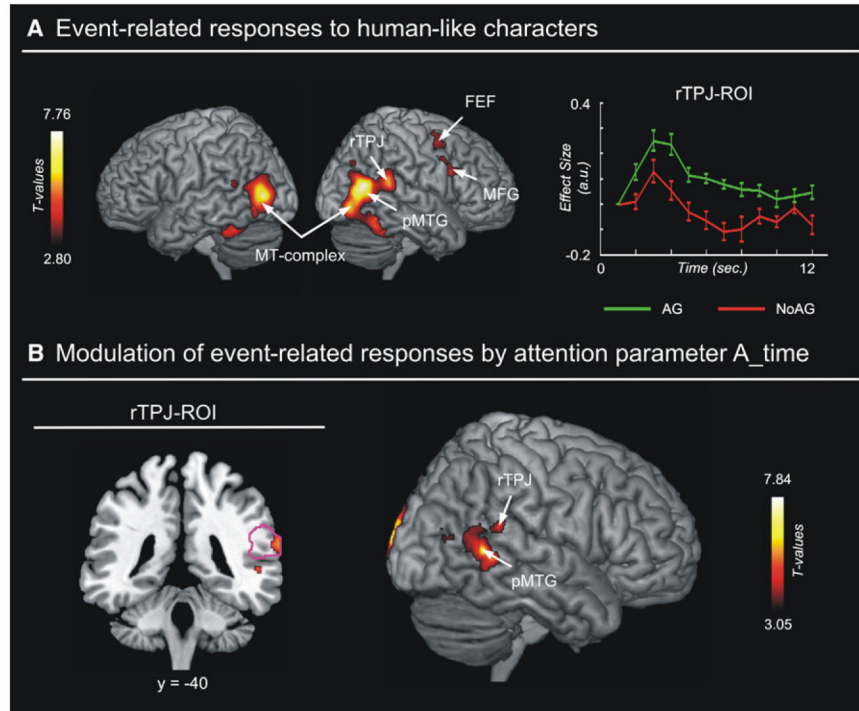 A Event-related responses to human-like characters
7.76
T-values
2.80
MT-complex
rTPJ
FEF
MFG
pMTG
rTPJ-ROI
0.4
Effect Size
(a.u.)
-0.2
0
Time (sec.)
12
AG
NoAG
B Modulation of event-related responses by attention parameter A_time
rTPJ-ROI
y = -40
rTPJ
pMTG
7.84
T-values
3.05